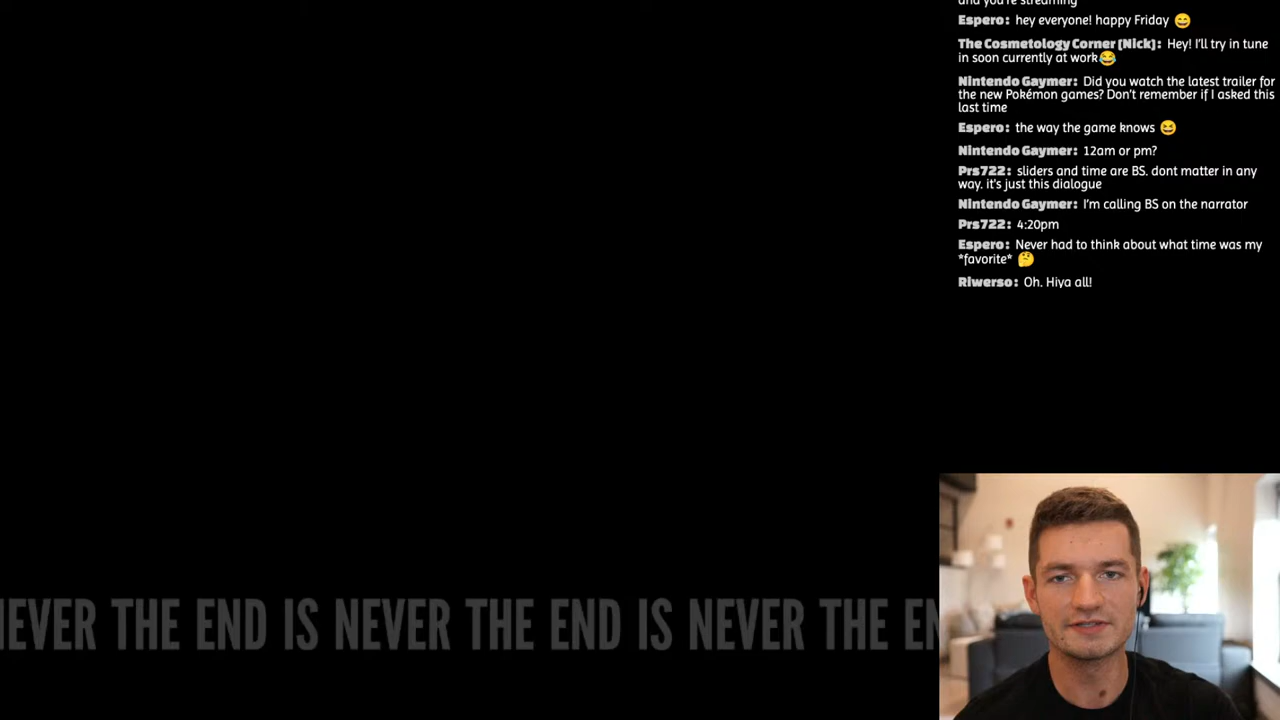 and you're streaming
Espero: hey everyone! happy Friday 😄
The Cosmetology Corner [Nick]: Hey! I'll try in tune
in soon currently at work😂
Nintendo Gaymer: Did you watch the latest trailer for
the new Pokémon games? Don't remember if I asked this
last time
Espero: the way the game knows 😆
Nintendo Gaymer: 12am or pm?
Prs722: sliders and time are BS. dont matter in any
way. it's just this dialogue
Nintendo Gaymer: I'm calling BS on the narrator
Prs722: 4:20pm
Espero: Never had to think about what time was my
*favorite* 🤔
Riwerso: Oh. Hiya all!
NEVER THE END IS NEVER THE END IS NEVER THE EN